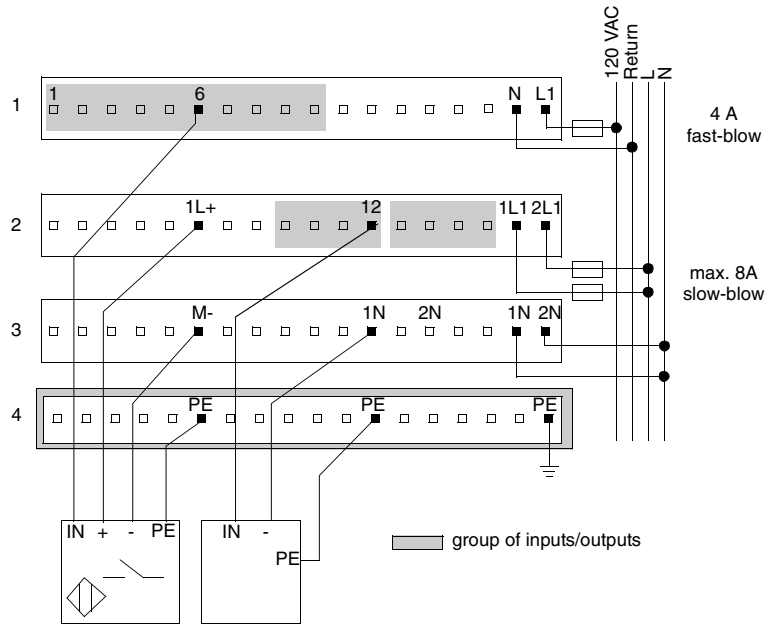 120 VAC
Return
L
N
1
1 6 N L1
4 A
fast-blow
2
1L+ 12 1L1 2L1
max. 8A
slow-blow
3
M- 1N 2N 1N 2N
4
PE PE PE
IN + - PE
IN -
PE
group of inputs/outputs